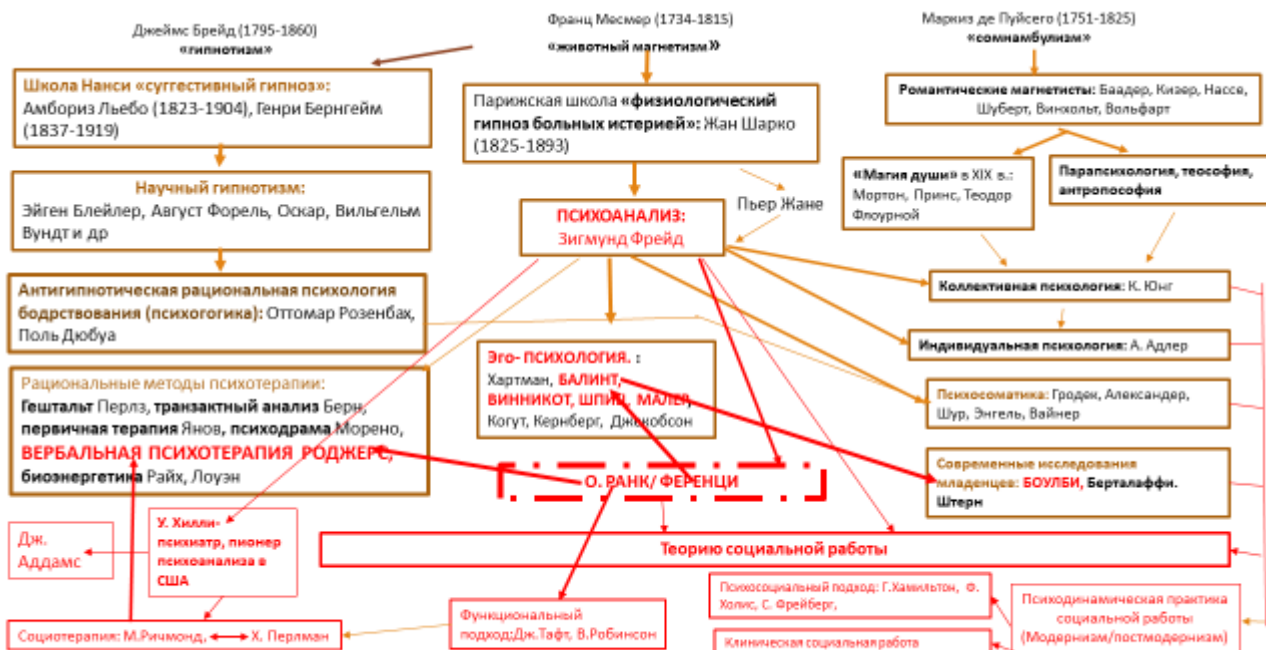 Джеймс Брейд (1795-1860)
«гипнотизм»
Франц Месмер (1734-1815)
«животный магнетизм»
Маркиз де Пуйсего (1751-1825)
«сомнамбулизм»
Школа Нанси «суггестивный гипноз»:
Амбориз Льебо (1823-1904), Генри Бернгейм
(1837-1919)
Парижская школа «физиологический
гипноз больных истерией»: Жан Шарко
(1825-1893)
Романтические магнетисты: Баадер, Кизер, Нассе,
Шуберт, Винхольт, Вольфарт
Научный гипнотизм:
Эйген Блейлер, Август Форель, Оскар, Вильгельм
Вундт и др
ПСИХОАНАЛИЗ:
Зигмунд Фрейд
Пьер Жане
«Магия души» в XIX в.:
Мортон, Принс, Теодор
Флоурной
Парапсихология, теософия,
антропософия
Антигипнотическая рациональная психология
бодрствования (психогогика): Оттомар Розенбах,
Поль Дюбуа
Коллективная психология: К. Юнг
Индивидуальная психология: А. Адлер
Эго- ПСИХОЛОГИЯ. :
Хартман, БАЛИНТ,
ВИННИКОТ, ШПИЦ, МАЛЕР,
Когут, Кернберг, Джекобсон
Психосоматика: Гродек, Александер,
Шур, Энгель, Вайнер
Рациональные методы психотерапии:
Гештальт Перлз, транзактный анализ Берн,
первичная терапия Янов, психодрама Морено,
ВЕРБАЛЬНАЯ ПСИХОТЕРАПИЯ РОДЖЕРС,
биоэнергетика Райх, Лоуэн
Современные исследования
младенцев: БОУЛБИ, Берталаффи.
Штерн
О. РАНК/ ФЕРЕНЦИ
Дж.
Аддамс
У. Хилли-
психиатр, пионер
психоанализа в
США
Теорию социальной работы
Социотерапия: М.Ричмонд, Х. Перлман
Функциональный
подход:Дж.Тафт, В.Робинсон
Психосоциальный подход: Г.Хамильтон, Ф.
Холис, С. Фрейберг,
Клиническая социальная работа
Психодинамическая практика
социальной работы
(Модернизм/постмодернизм)